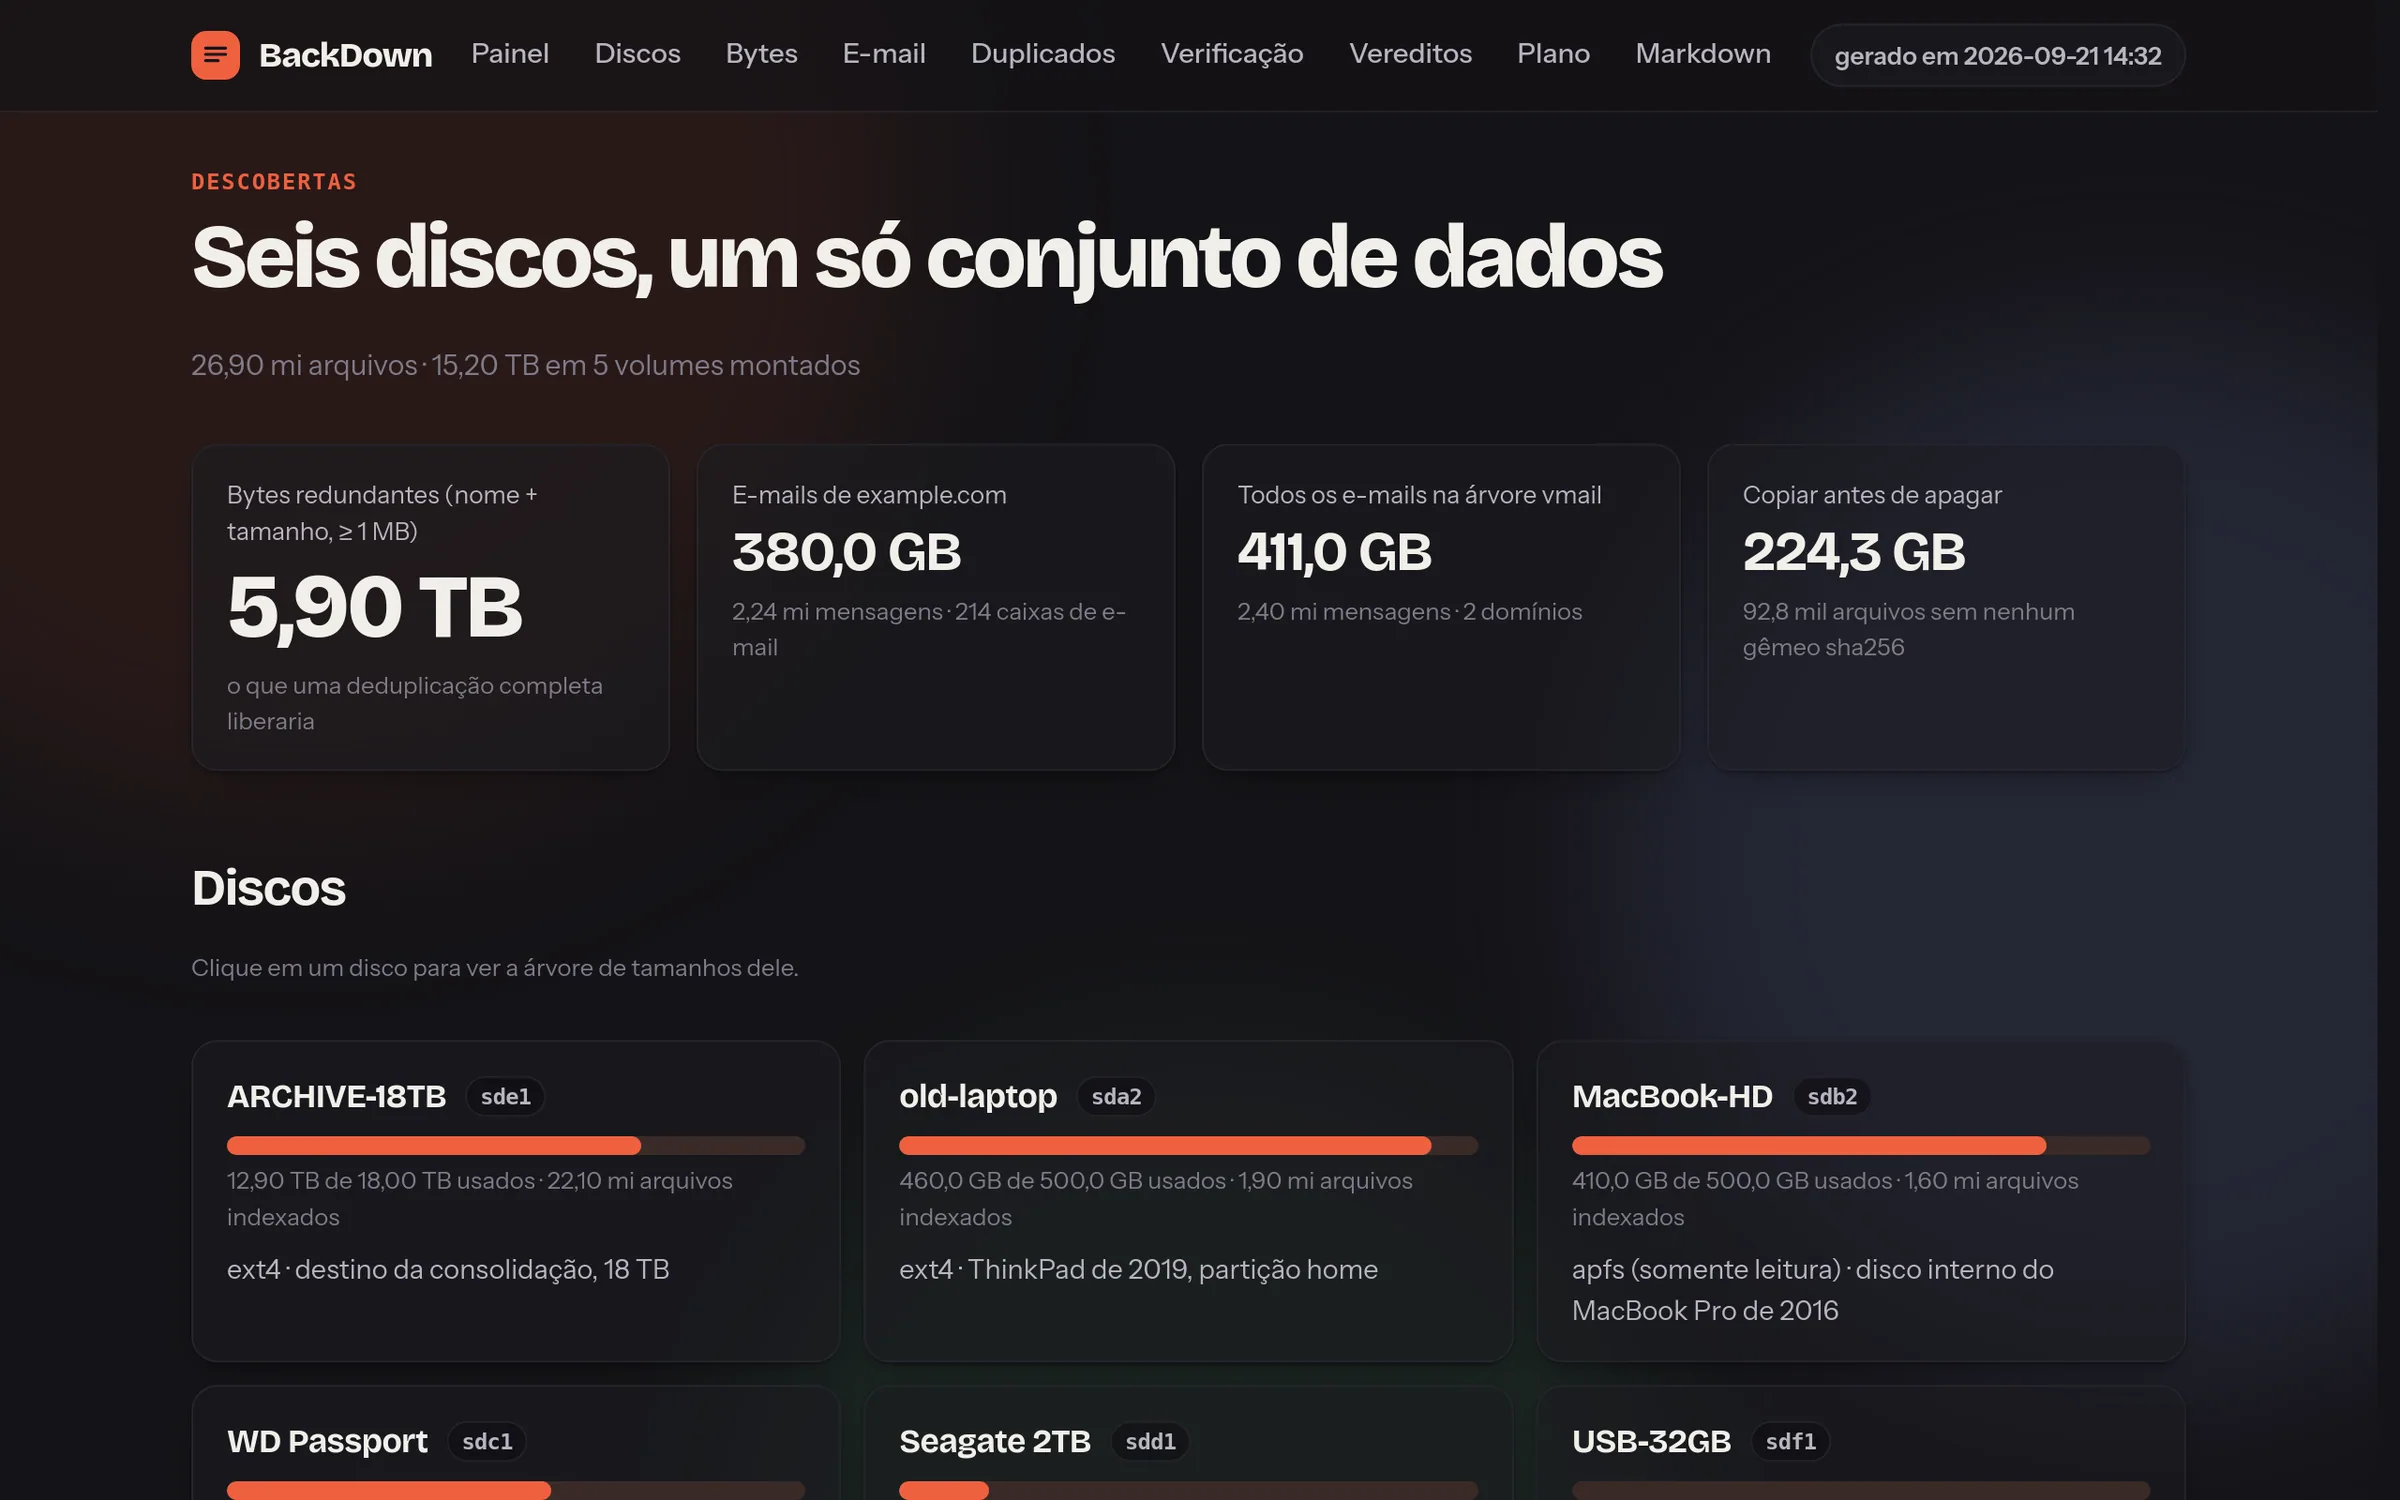 BackDown
Painel
Discos
Bytes
E-mail
Duplicados
Verificação
Vereditos
Plano
Markdown
gerado em 2026-09-21 14:32
DESCOBERTAS
Seis discos, um só conjunto de dados
26,90 mi arquivos · 15,20 TB em 5 volumes montados
Bytes redundantes (nome +
tamanho, ≥ 1 MB)
5,90 TB
o que uma deduplicação completa
liberaria
E-mails de example.com
380,0 GB
2,24 mi mensagens · 214 caixas de e-
mail
Todos os e-mails na árvore vmail
411,0 GB
2,40 mi mensagens · 2 domínios
Copiar antes de apagar
224,3 GB
92,8 mil arquivos sem nenhum
gêmeo sha256
Discos
Clique em um disco para ver a árvore de tamanhos dele.
ARCHIVE-18TB sde1
12,90 TB de 18,00 TB usados · 22,10 mi arquivos
indexados
ext4 · destino da consolidação, 18 TB
old-laptop sda2
460,0 GB de 500,0 GB usados · 1,90 mi arquivos
indexados
ext4 · ThinkPad de 2019, partição home
MacBook-HD sdb2
410,0 GB de 500,0 GB usados · 1,60 mi arquivos
indexados
apfs (somente leitura) · disco interno do
MacBook Pro de 2016
WD Passport sdc1
Seagate 2TB sdd1
USB-32GB sdf1